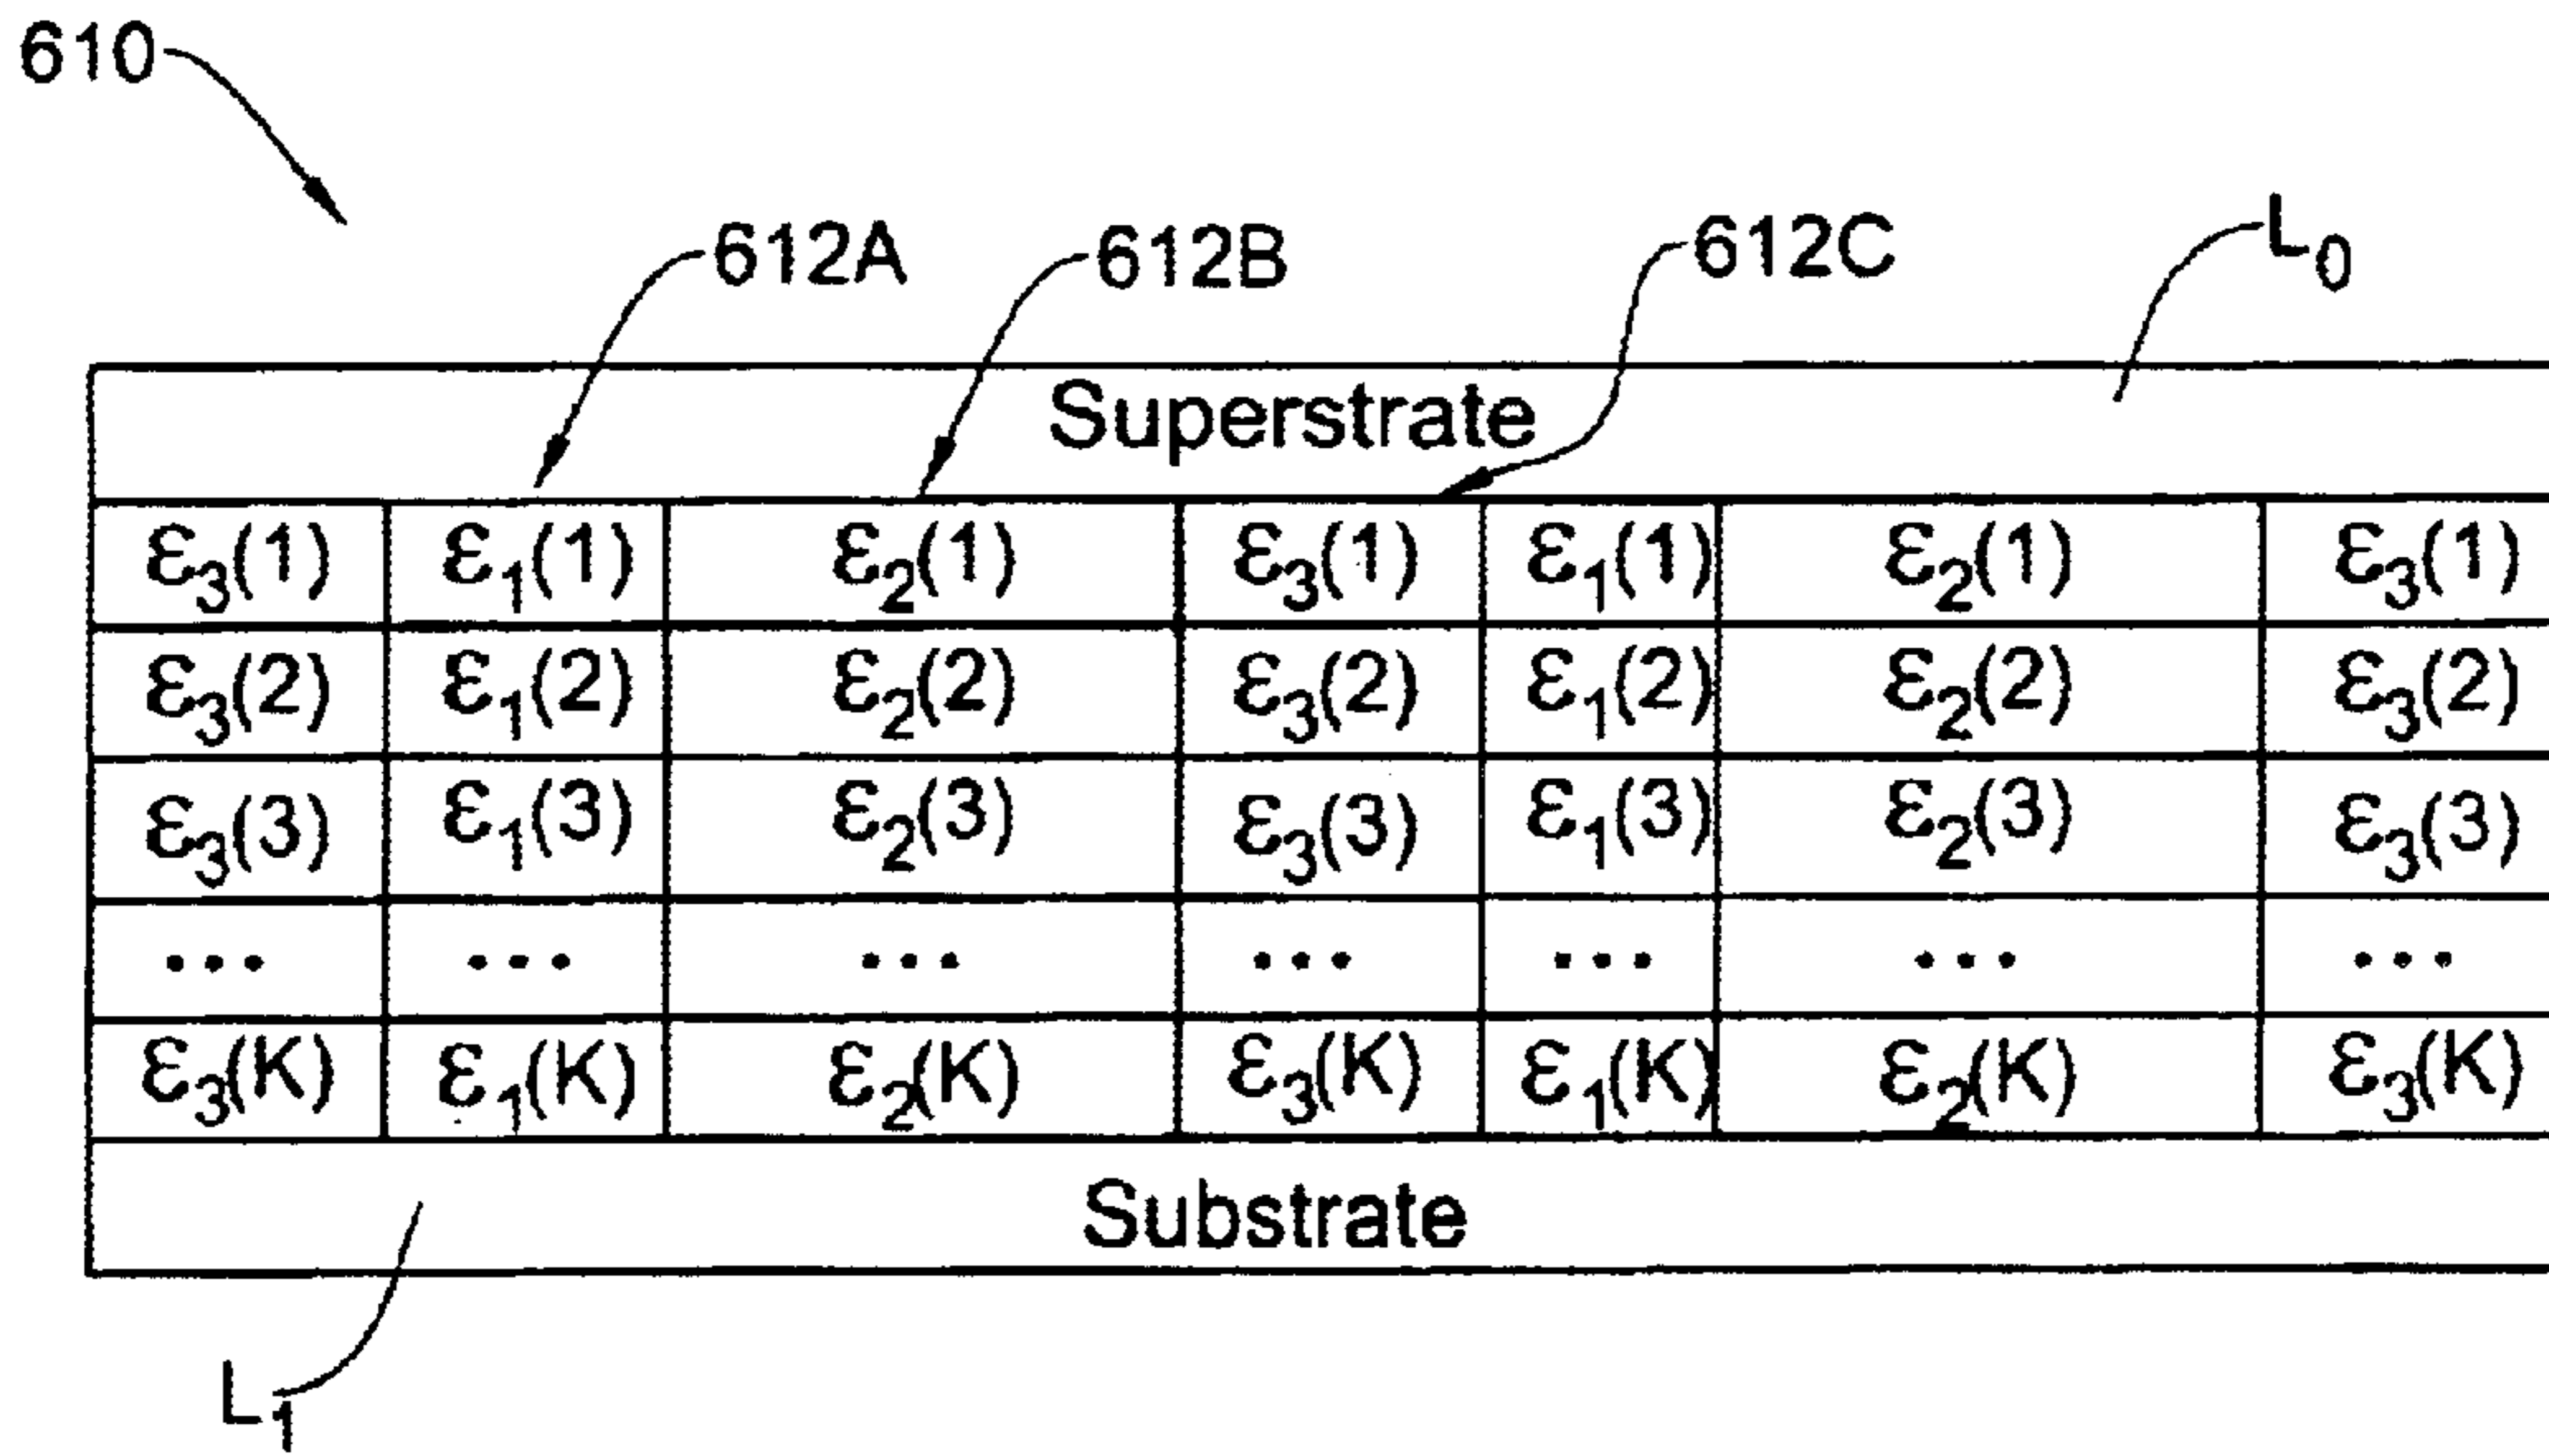 610
612A 612B 612C L₀
Superstrate
ε₃(1) ε₁(1) ε₂(1) ε₃(1) ε₁(1) ε₂(1) ε₃(1)
ε₃(2) ε₁(2) ε₂(2) ε₃(2) ε₁(2) ε₂(2) ε₃(2)
ε₃(3) ε₁(3) ε₂(3) ε₃(3) ε₁(3) ε₂(3) ε₃(3)
... ... ... ... ... ... ...
ε₃(K) ε₁(K) ε₂(K) ε₃(K) ε₁(K) ε₂(K) ε₃(K)
Substrate
L₁